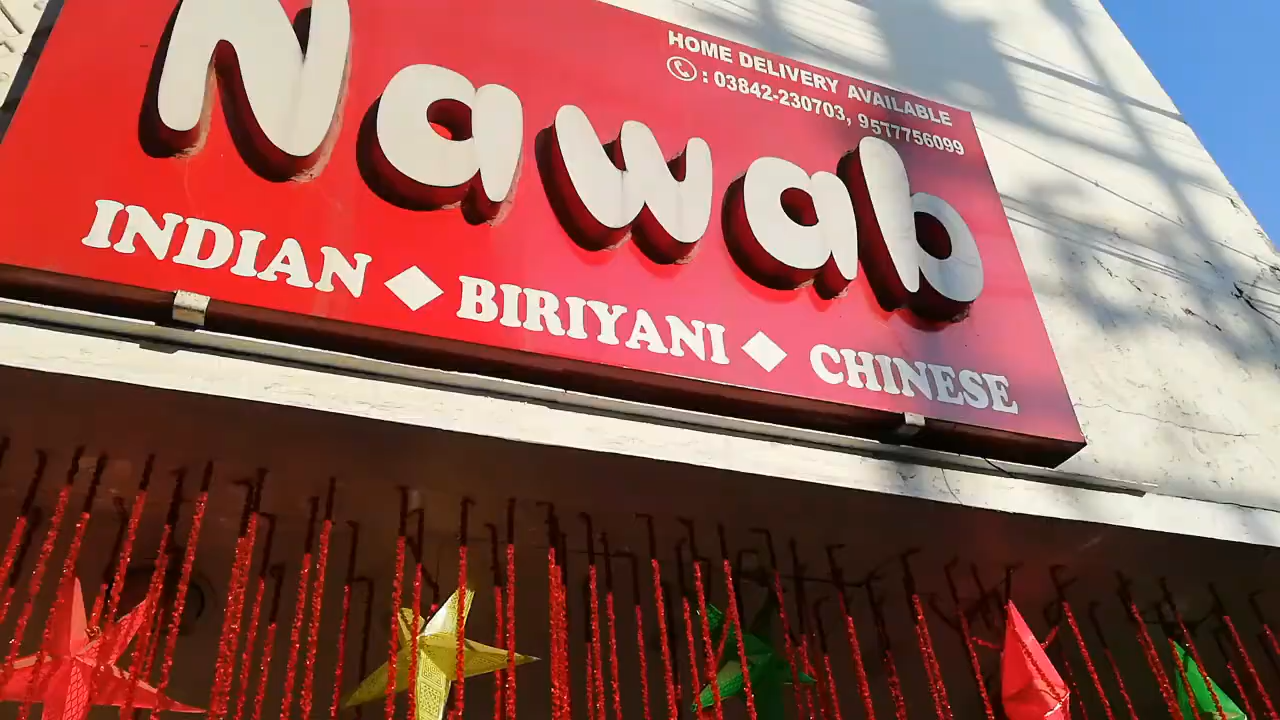 HOME DELIVERY AVAILABLE
: 03842-230703, 9577756099
Nawab
INDIAN ◆ BIRIYANI ◆ CHINESE